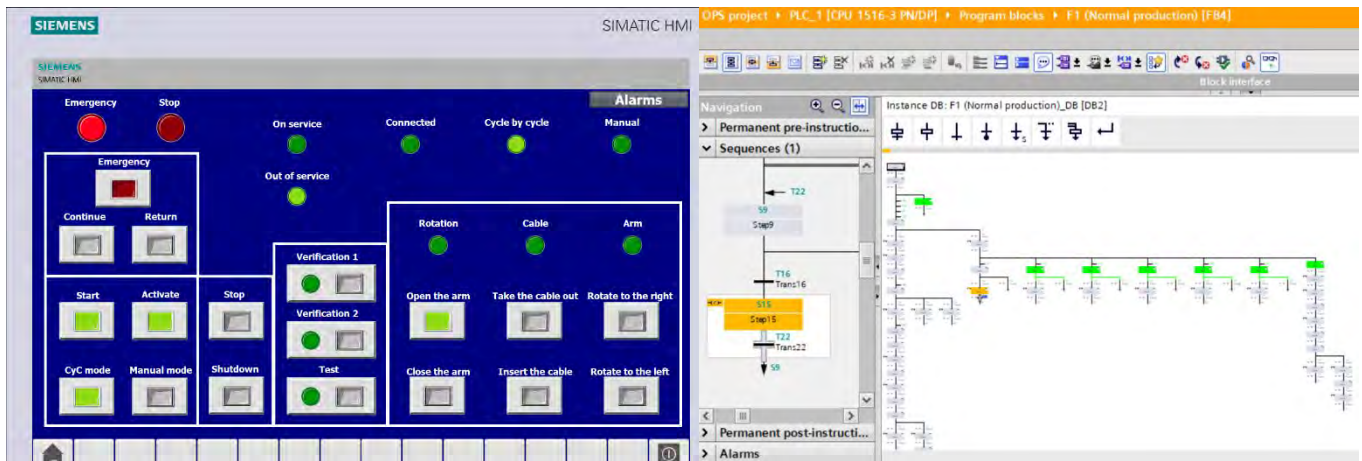 SIEMENS
SIMATIC HMI
SIEMENS
SIMATIC HMI
Alarms
Emergency
Stop
On service
Connected
Cycle by cycle
Manual
Emergency
Out of service
Continue
Return
Rotation
Cable
Arm
Verification 1
Start
Activate
Stop
Open the arm
Take the cable out
Rotate to the right
Verification 2
CyC mode
Manual mode
Shutdown
Test
Close the arm
Insert the cable
Rotate to the left
OPS project
PLC_1 [CPU 1516-3 PN/DP]
Program blocks
F1 (Normal production) [FB4]
Block interface
Navigation
Instance DB: F1 (Normal production)_DB [DB2]
Permanent pre-instructio...
Sequences (1)
T22
S9
Step9
T16
Trans16
S15
Step15
T22
Trans22
S9
Permanent post-instructi...
Alarms